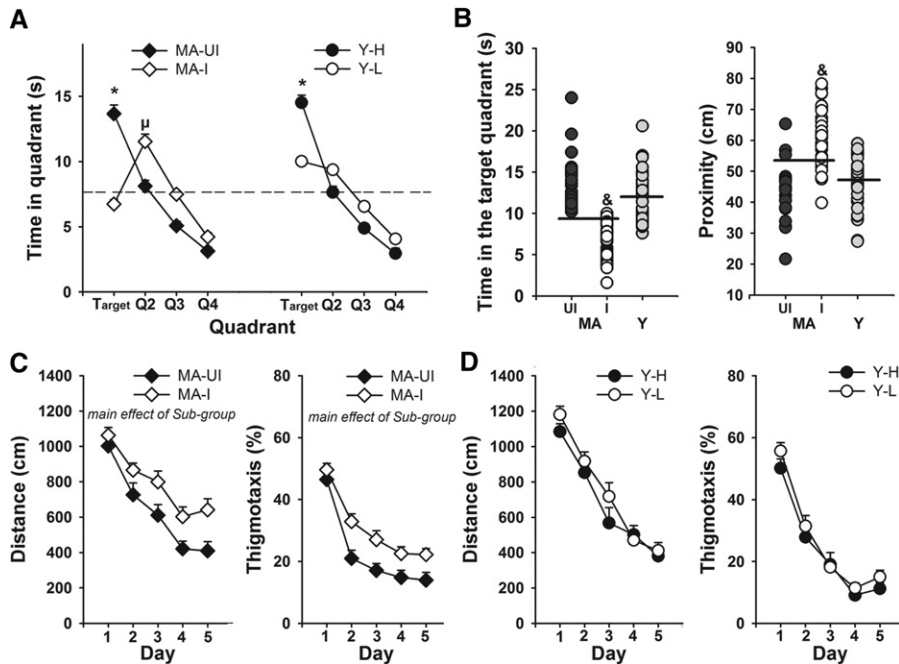 A
MA-UI
MA-I
Y-H
Y-L
Time in quadrant (s)
15
10
5
0
*
µ
*
Target Q2 Q3 Q4
Target Q2 Q3 Q4
Quadrant
B
Time in the target quadrant (s)
30
25
20
15
10
5
0
&
UI I Y
MA
Proximity (cm)
90
80
70
60
50
40
30
20
10
&
UI I Y
MA
C
MA-UI
MA-I
main effect of Sub-group
Distance (cm)
1400
1200
1000
800
600
400
200
0
1 2 3 4 5
Day
MA-UI
MA-I
main effect of Sub-group
Thigmotaxis (%)
80
60
40
20
0
1 2 3 4 5
Day
D
Y-H
Y-L
Distance (cm)
1400
1200
1000
800
600
400
200
0
1 2 3 4 5
Day
Y-H
Y-L
Thigmotaxis (%)
80
60
40
20
0
1 2 3 4 5
Day